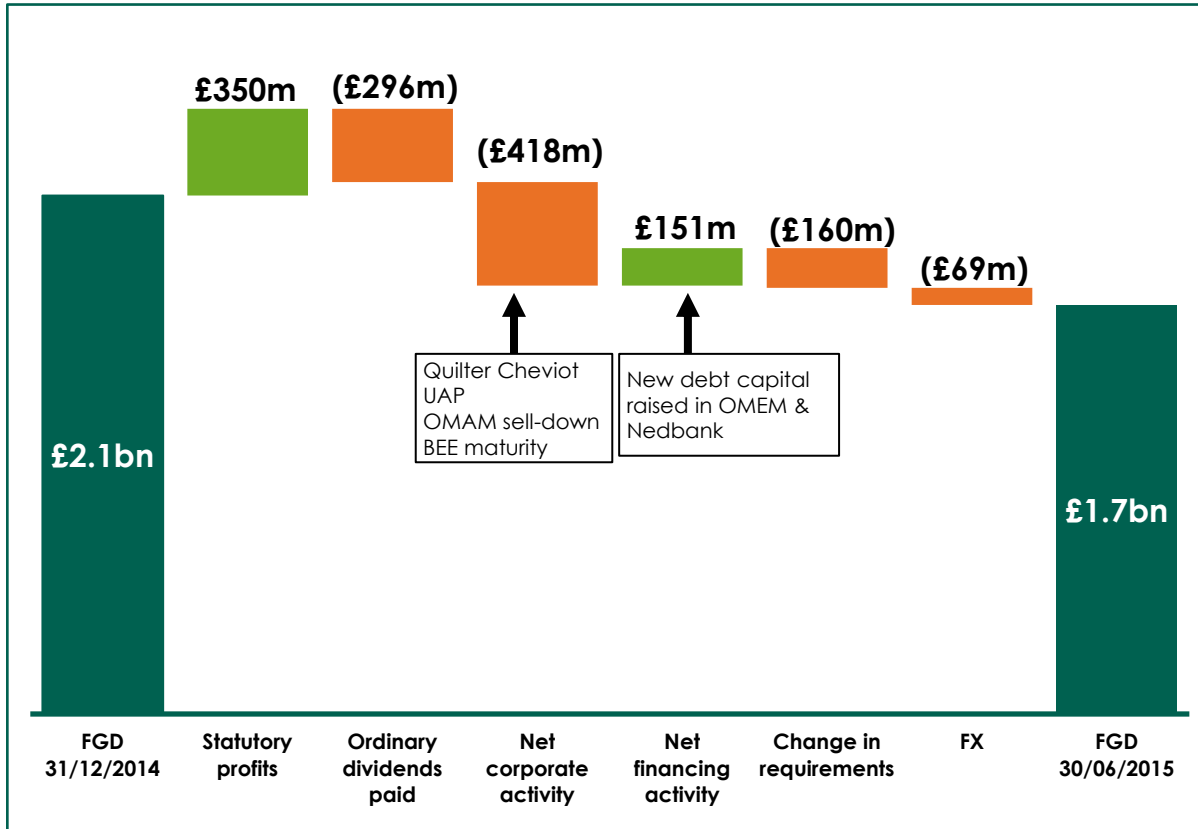 £350m
(£296m)
(£418m)
£151m
(£160m)
(£69m)
Quilter Cheviot
UAP
OMAM sell-down
BEE maturity
New debt capital
raised in OMEM &
Nedbank
£2.1bn
£1.7bn
FGD
31/12/2014
Statutory
profits
Ordinary
dividends
paid
Net
corporate
activity
Net
financing
activity
Change in
requirements
FX
FGD
30/06/2015